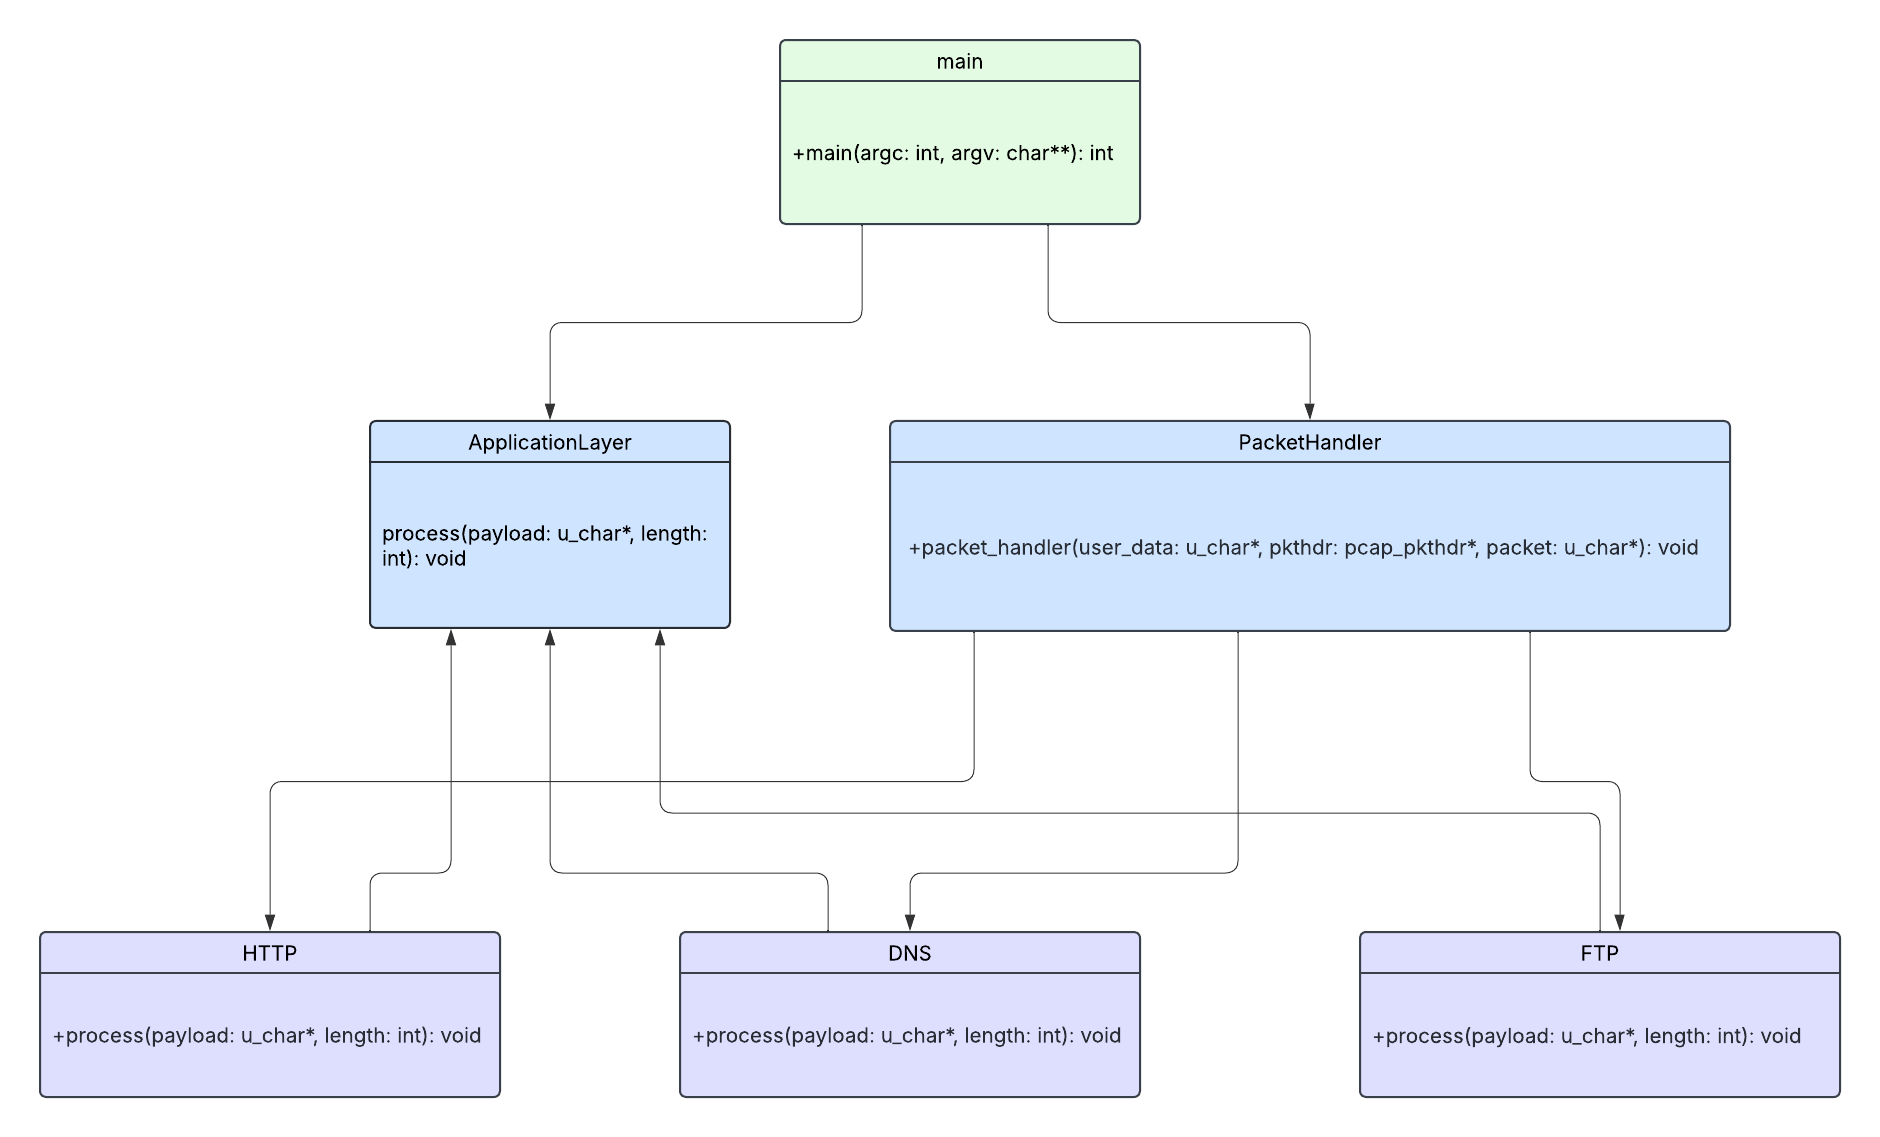 main
+main(argc: int, argv: char**): int
ApplicationLayer
process(payload: u_char*, length:
int): void
PacketHandler
+packet_handler(user_data: u_char*, pkthdr: pcap_pkthdr*, packet: u_char*): void
HTTP
+process(payload: u_char*, length: int): void
DNS
+process(payload: u_char*, length: int): void
FTP
+process(payload: u_char*, length: int): void